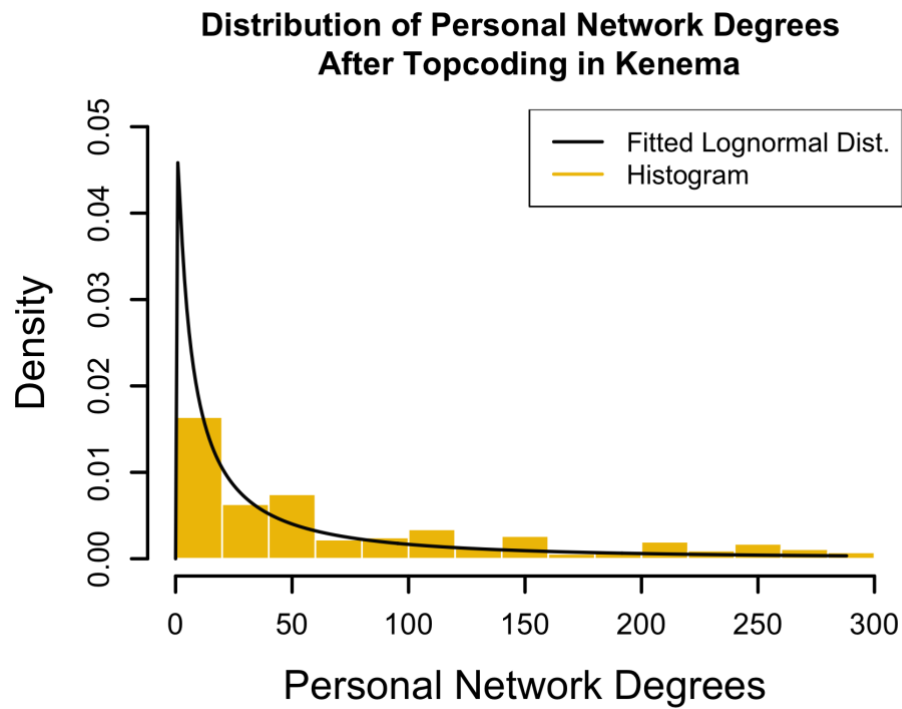 Distribution of Personal Network Degrees
After Topcoding in Kenema
Fitted Lognormal Dist.
Histogram
Density
0.05
0.04
0.03
0.02
0.01
0.00
0 50 100 150 200 250 300
Personal Network Degrees